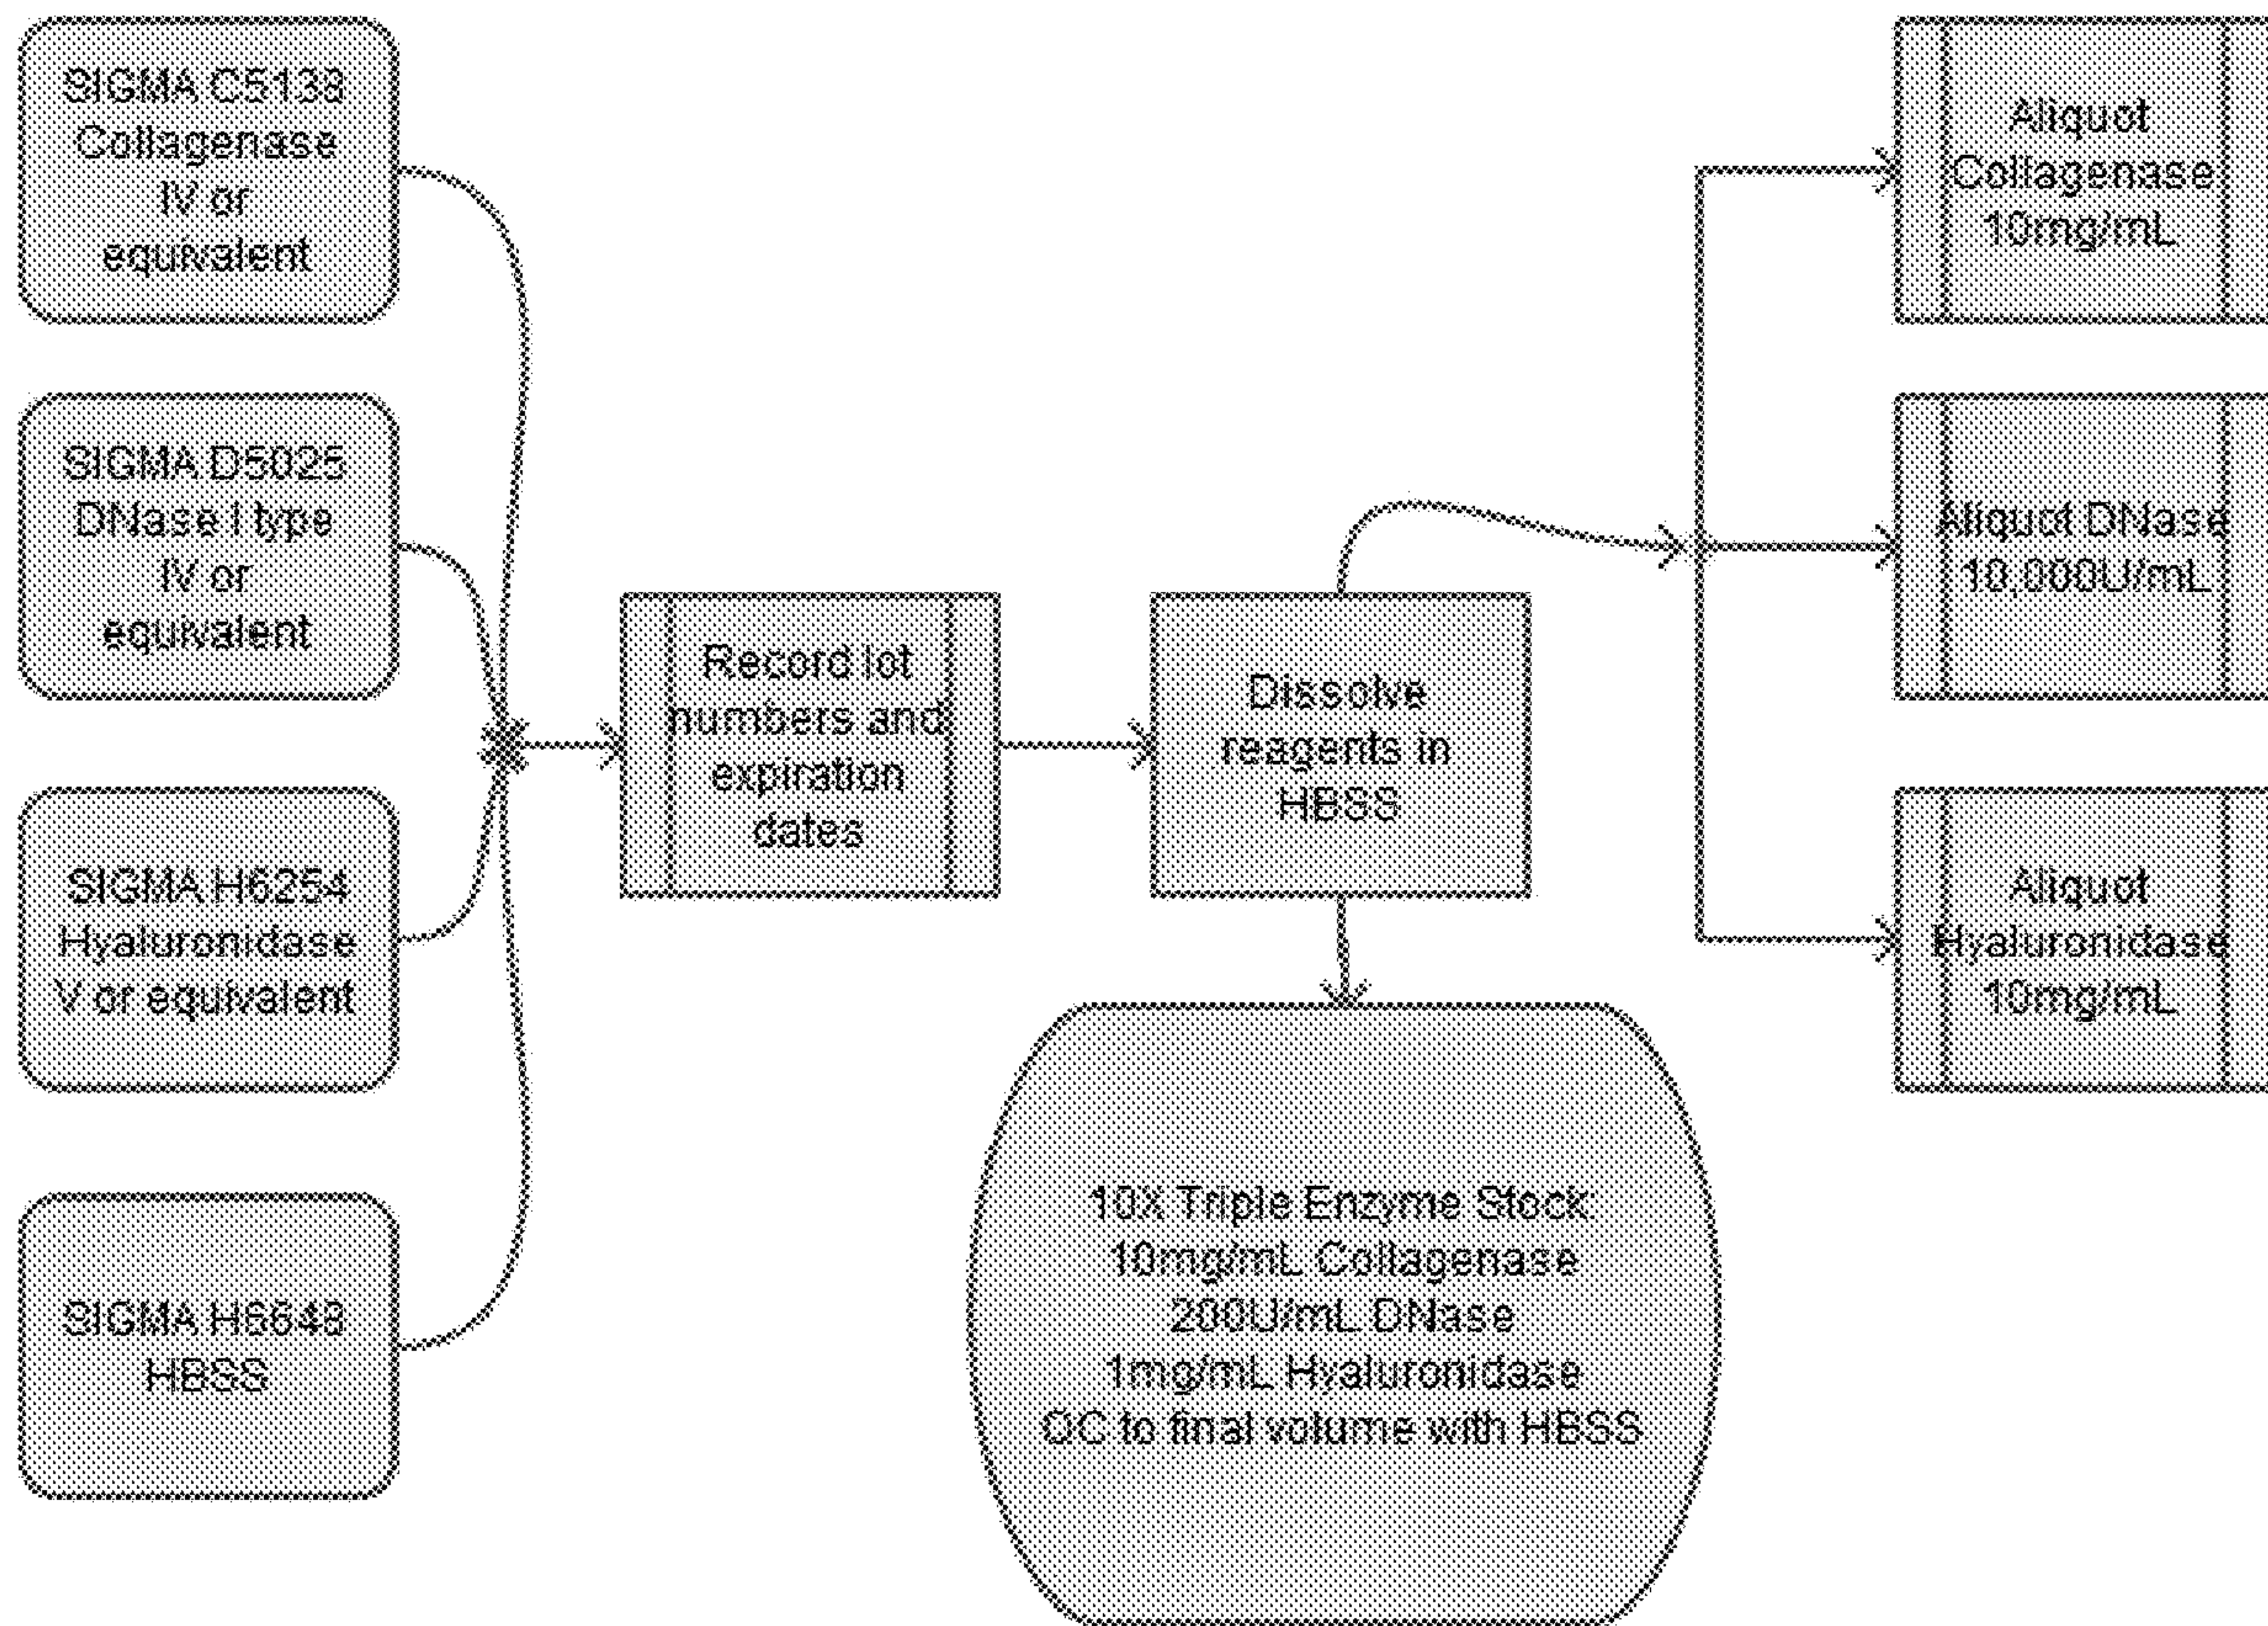 SIGMA C5138
Collagenase
IV or
equivalent
SIGMA D5025
DNase I type
IV or
equivalent
SIGMA H6254
Hyaluronidase
V or equivalent
SIGMA H6648
HBSS
Record lot
numbers and
expiration
dates
Dissolve
reagents in
HBSS
10X Triple Enzyme Stock
10mg/mL Collagenase
200U/mL DNase
1mg/mL Hyaluronidase
QC to final volume with HBSS
Aliquot
Collagenase
10mg/mL
Aliquot DNase
10,000U/mL
Aliquot
Hyaluronidase
10mg/mL